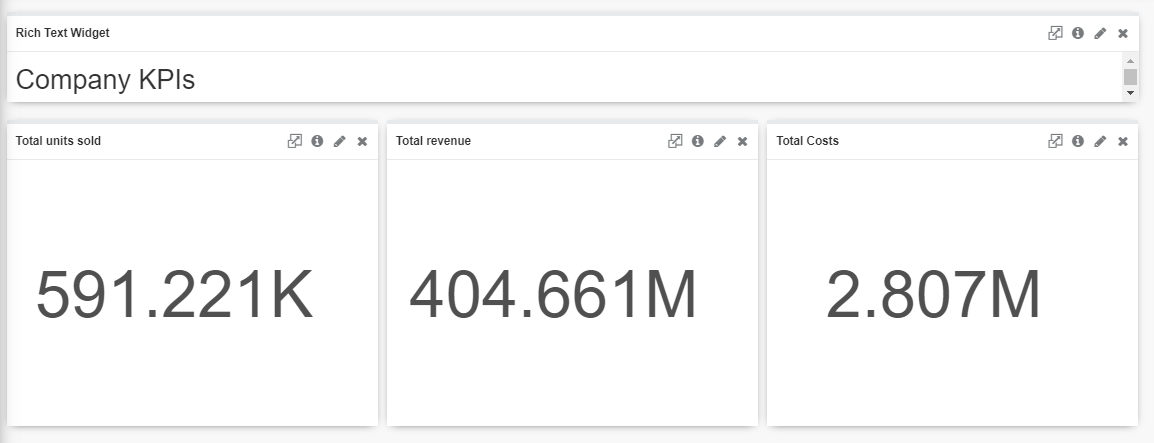 Rich Text Widget
Company KPIs
Total units sold
Total revenue
Total Costs
591.221K
404.661M
2.807M